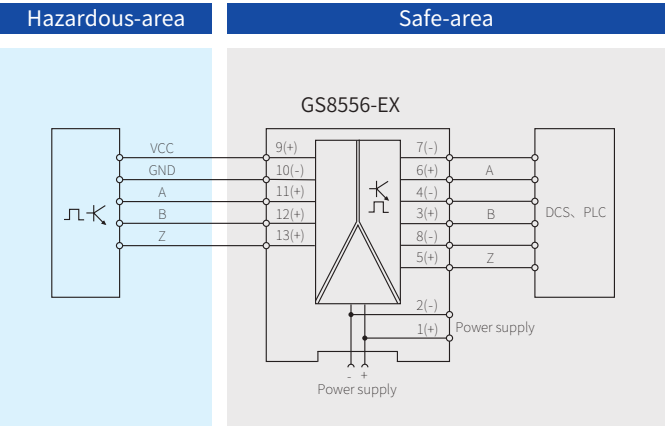 Hazardous-area
Safe-area
GS8556-EX
VCC
9(+)
7(-)
GND
10(-)
6(+)
A
A
11(+)
4(-)
B
12(+)
3(+)
B
DCS、PLC
Z
13(+)
8(-)
5(+)
Z
2(-)
1(+)
Power supply
- +
Power supply